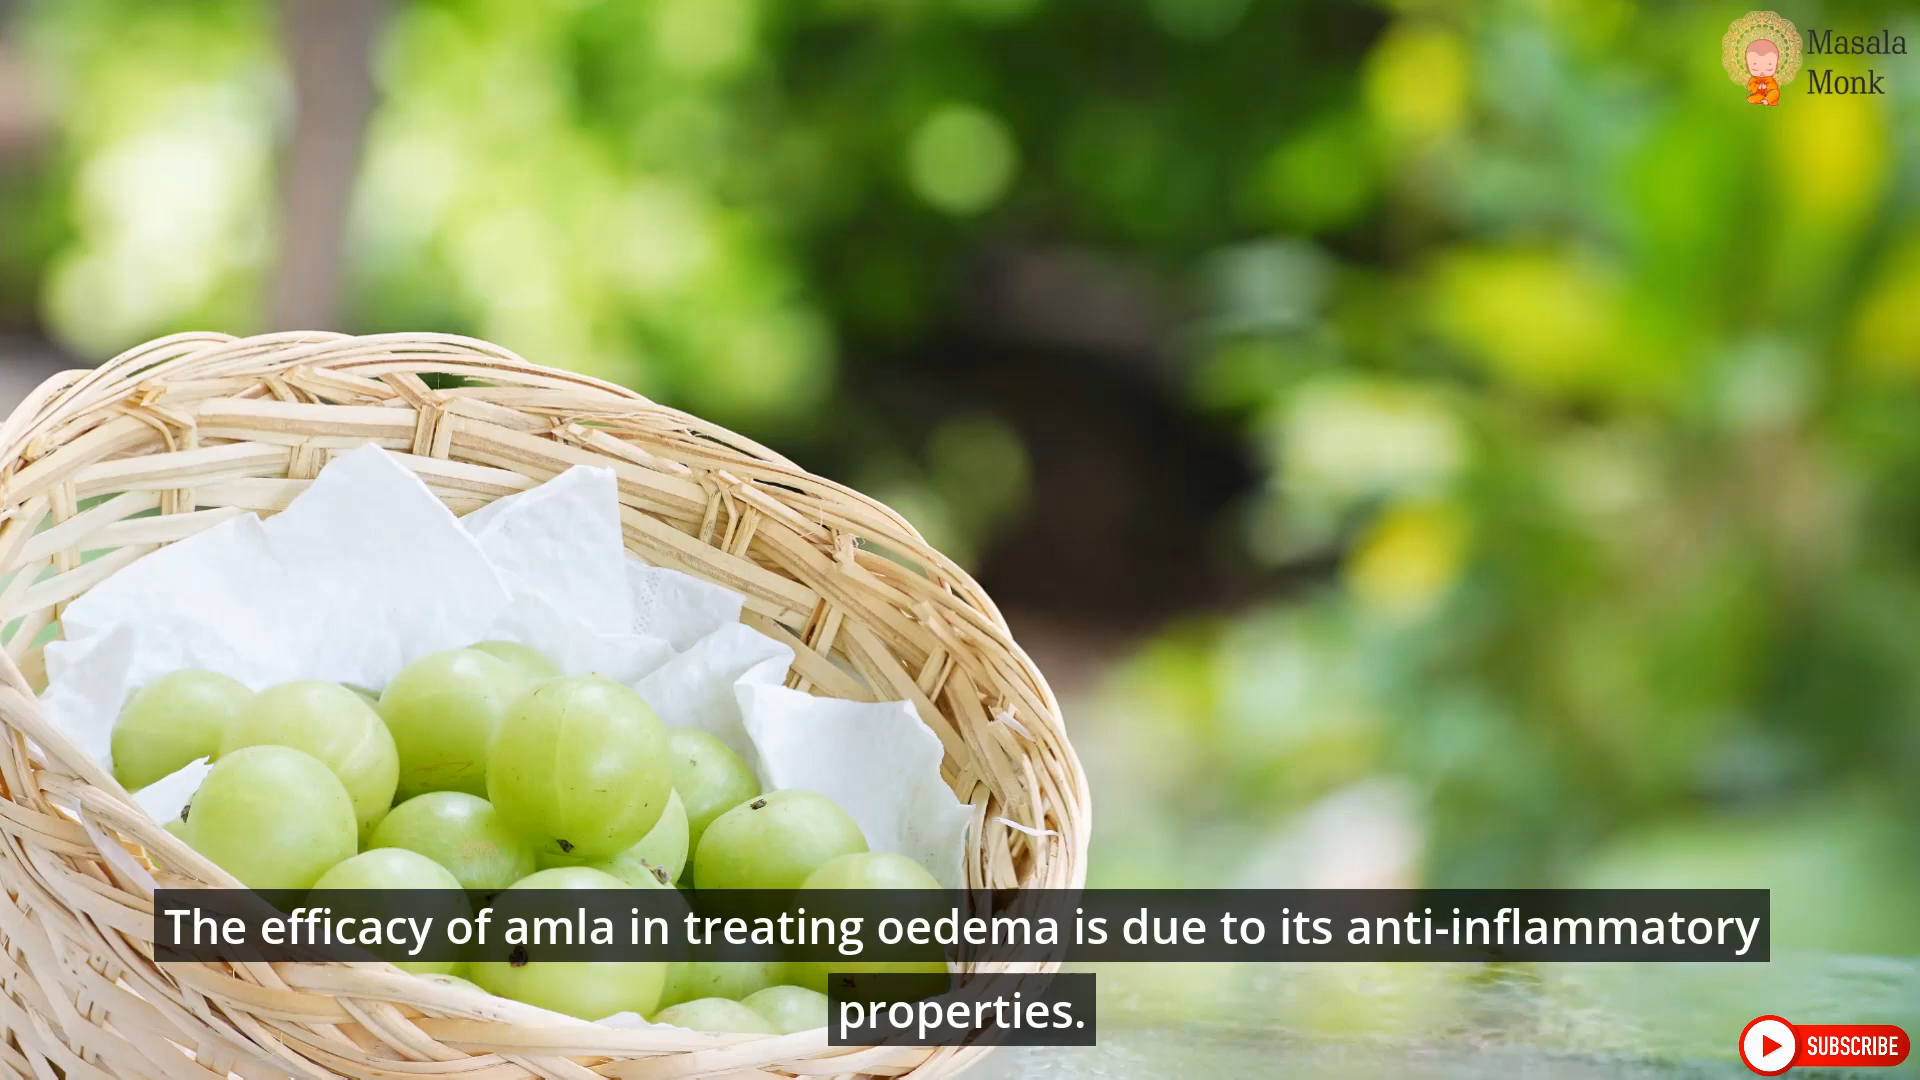 Masala
Monk
The efficacy of amla in treating oedema is due to its anti-inflammatory
properties.
SUBSCRIBE